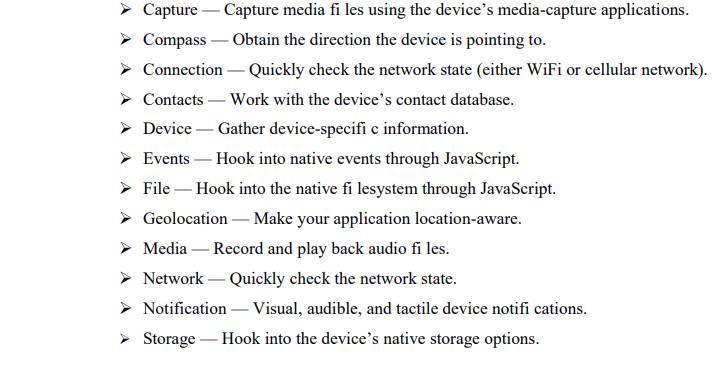 ➢ Capture — Capture media fi les using the device’s media-capture applications.
➢ Compass — Obtain the direction the device is pointing to.
➢ Connection — Quickly check the network state (either WiFi or cellular network).
➢ Contacts — Work with the device’s contact database.
➢ Device — Gather device-specifi c information.
➢ Events — Hook into native events through JavaScript.
➢ File — Hook into the native fi lesystem through JavaScript.
➢ Geolocation — Make your application location-aware.
➢ Media — Record and play back audio fi les.
➢ Network — Quickly check the network state.
➢ Notification — Visual, audible, and tactile device notifi cations.
➢ Storage — Hook into the device’s native storage options.